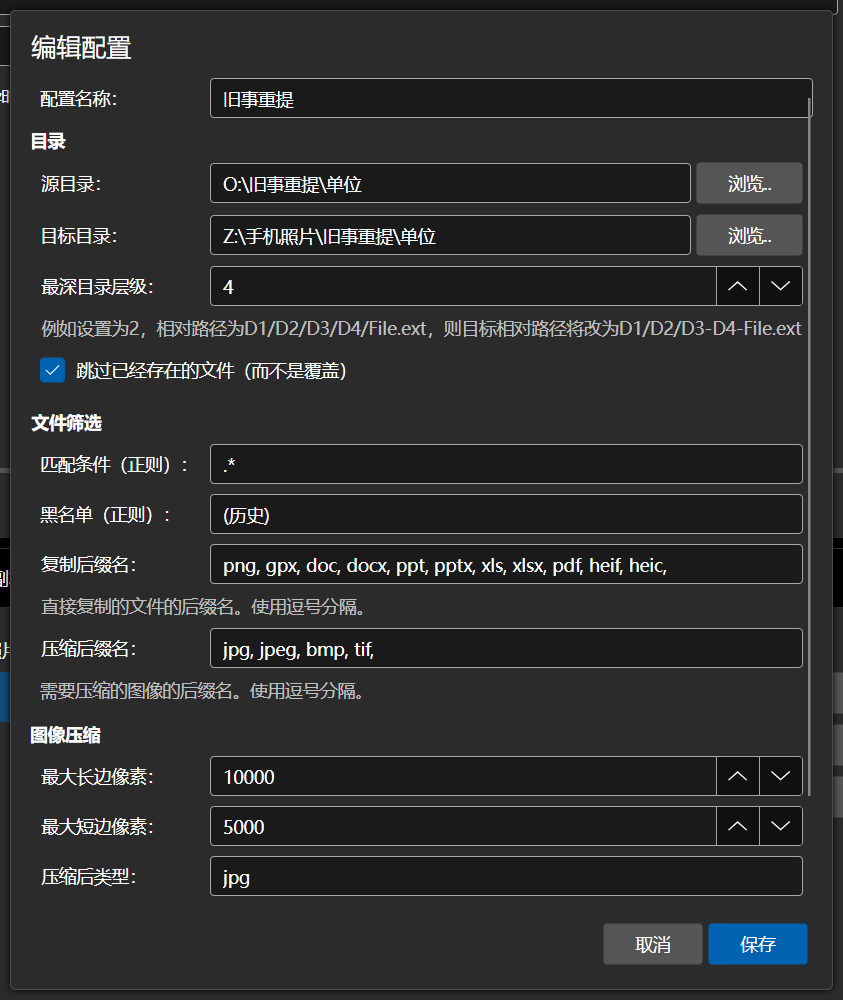 编辑配置
配置名称： 旧事重提
目录
源目录： O:\旧事重提\单位 浏览..
目标目录： Z:\手机照片\旧事重提\单位 浏览..
最深目录层级： 4
例如设置为2，相对路径为D1/D2/D3/D4/File.ext，则目标相对路径将改为D1/D2/D3-D4-File.ext
跳过已经存在的文件（而不是覆盖）
文件筛选
匹配条件（正则）： .*
黑名单（正则）： (历史)
复制后缀名： png, gpx, doc, docx, ppt, pptx, xls, xlsx, pdf, heif, heic,
直接复制的文件的后缀名。使用逗号分隔。
压缩后缀名： jpg, jpeg, bmp, tif,
需要压缩的图像的后缀名。使用逗号分隔。
图像压缩
最大长边像素： 10000
最大短边像素： 5000
压缩后类型： jpg
取消 保存